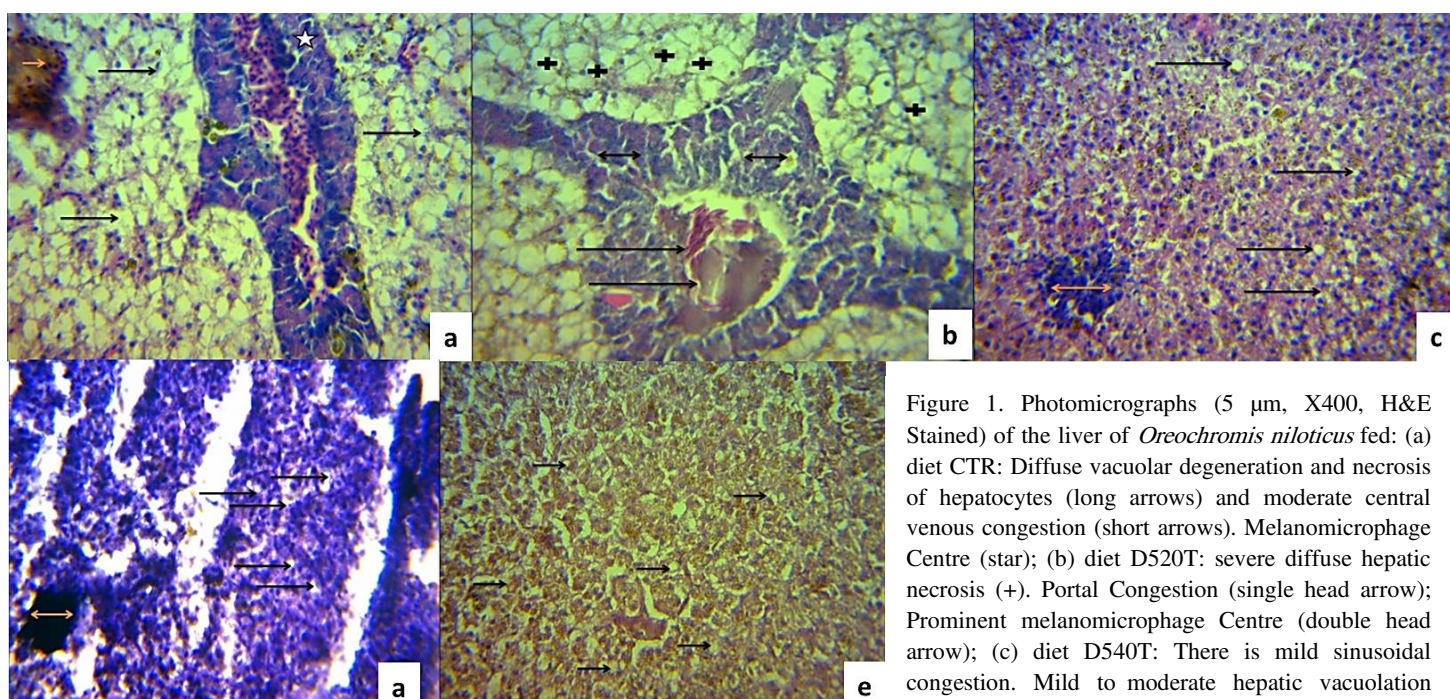 a
b
c
a
e
Figure 1. Photomicrographs (5 µm, X400, H&E
Stained) of the liver of Oreochromis niloticus fed: (a)
diet CTR: Diffuse vacuolar degeneration and necrosis
of hepatocytes (long arrows) and moderate central
venous congestion (short arrows). Melanomicrophage
Centre (star); (b) diet D520T: severe diffuse hepatic
necrosis (+). Portal Congestion (single head arrow);
Prominent melanomicrophage Centre (double head
arrow); (c) diet D540T: There is mild sinusoidal
congestion. Mild to moderate hepatic vacuolation